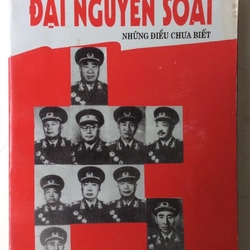 ĐẠI NGUYÊN SOÁI
NHỮNG ĐIỀU CHƯA BIẾT